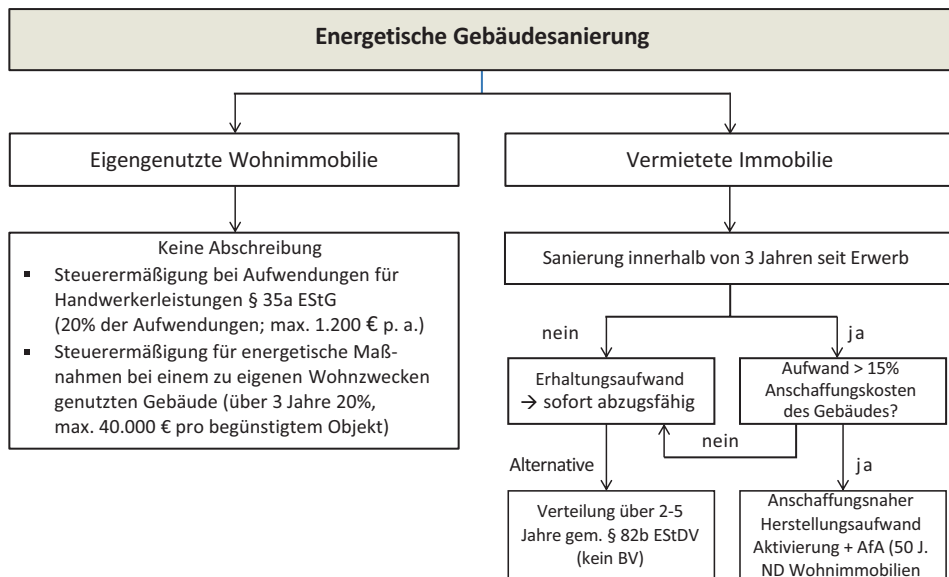 Energetische Gebäudesanierung
Eigengenutzte Wohnimmobilie
Vermietete Immobilie
Keine Abschreibung
▪ Steuerermäßigung bei Aufwendungen für
Handwerkerleistungen § 35a EStG
(20% der Aufwendungen; max. 1.200 € p. a.)
▪ Steuerermäßigung für energetische Maß-
nahmen bei einem zu eigenen Wohnzwecken
genutzten Gebäude (über 3 Jahre 20%,
max. 40.000 € pro begünstigtem Objekt)
Sanierung innerhalb von 3 Jahren seit Erwerb
nein
ja
Erhaltungsaufwand
→ sofort abzugsfähig
Aufwand > 15%
Anschaffungskosten
des Gebäudes?
nein
Alternative
ja
Verteilung über 2-5
Jahre gem. § 82b EStDV
(kein BV)
Anschaffungsnaher
Herstellungsaufwand
Aktivierung + AfA (50 J.
ND Wohnimmobilien